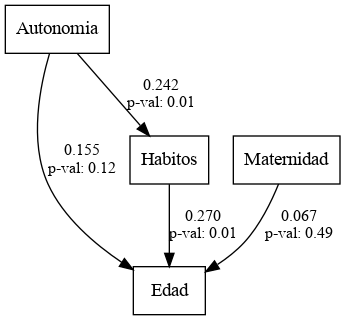 Autonomia
0.242
p-val: 0.01
0.155
p-val: 0.12
Habitos
Maternidad
0.270
p-val: 0.01
0.067
p-val: 0.49
Edad